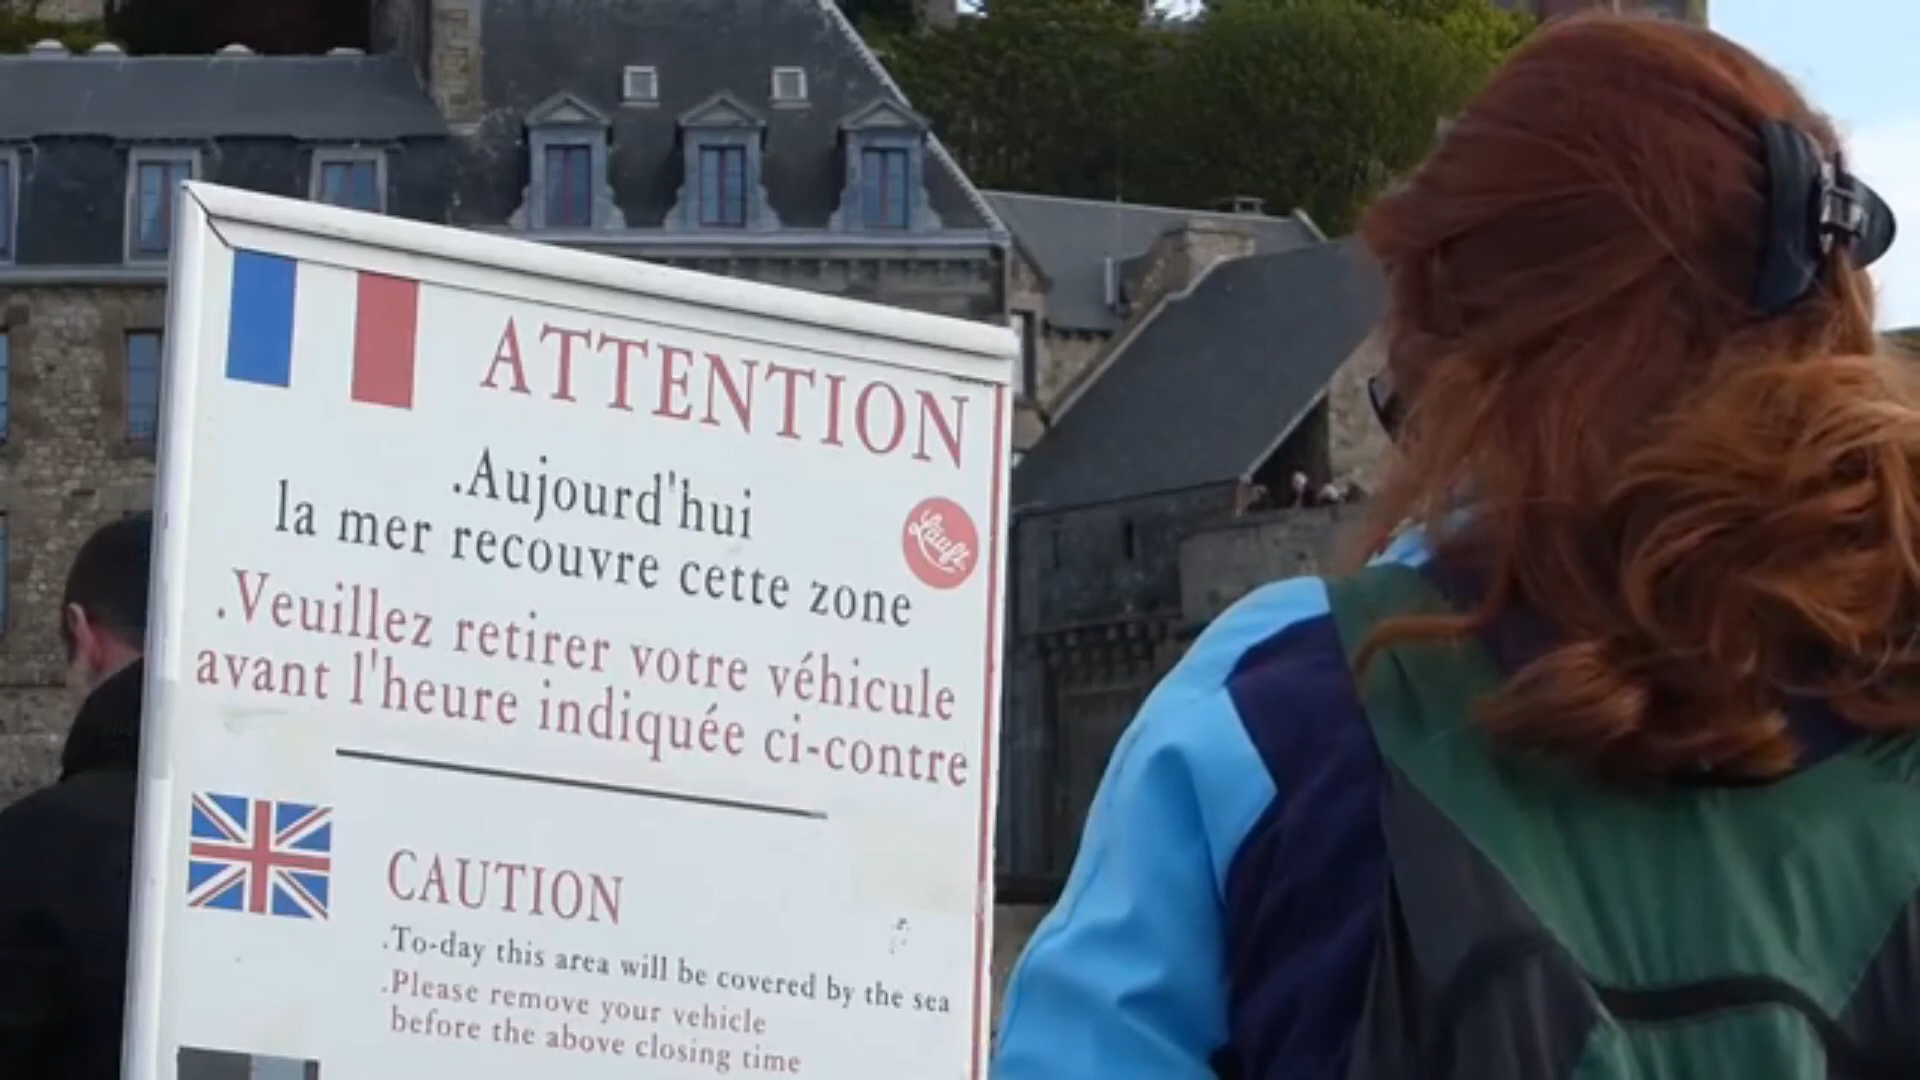 ATTENTION
.Aujourd'hui
la mer recouvre cette zone
Läuft
.Veuillez retirer votre véhicule
avant l'heure indiquée ci-contre
CAUTION
.To-day this area will be covered by the sea
.Please remove your vehicle
before the above closing time